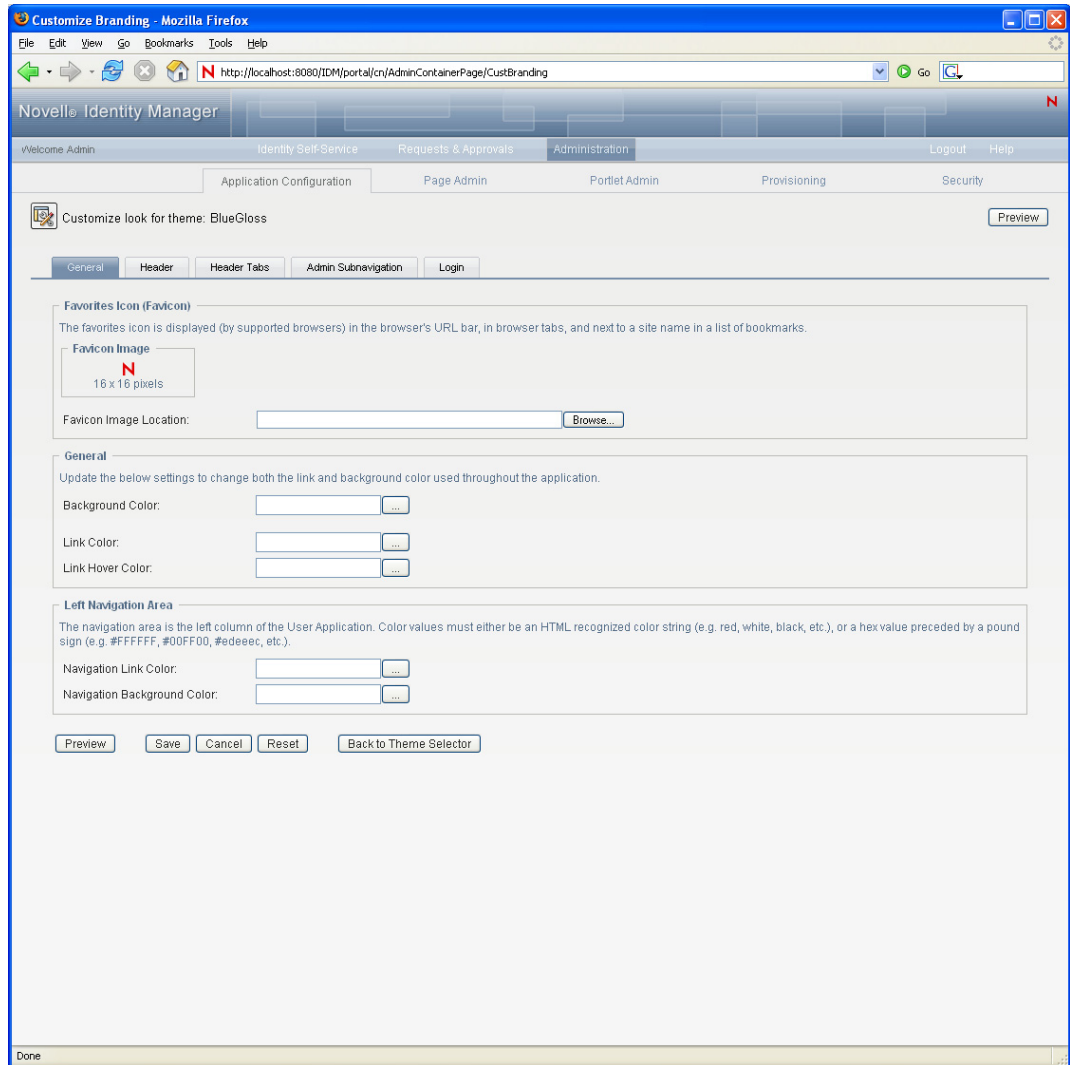 Customize Branding - Mozilla Firefox
File Edit View Go Bookmarks Tools Help
N http://localhost:8080/IDM/portal/cn/AdminContainerPage/CustBranding Go G
Novell® Identity Manager N
Welcome Admin Identity Self-Service Requests & Approvals Administration Logout Help
Application Configuration Page Admin Portlet Admin Provisioning Security
Customize look for theme: BlueGloss Preview
General Header Header Tabs Admin Subnavigation Login
Favorites Icon (Favicon)
The favorites icon is displayed (by supported browsers) in the browser's URL bar, in browser tabs, and next to a site name in a list of bookmarks.
Favicon Image
N
16 x 16 pixels
Favicon Image Location: Browse...
General
Update the below settings to change both the link and background color used throughout the application.
Background Color: ...
Link Color: ...
Link Hover Color: ...
Left Navigation Area
The navigation area is the left column of the User Application. Color values must either be an HTML recognized color string (e.g. red, white, black, etc.), or a hex value preceded by a pound
sign (e.g. #FFFFFF, #00FF00, #edeeec, etc.).
Navigation Link Color: ...
Navigation Background Color: ...
Preview Save Cancel Reset Back to Theme Selector
Done